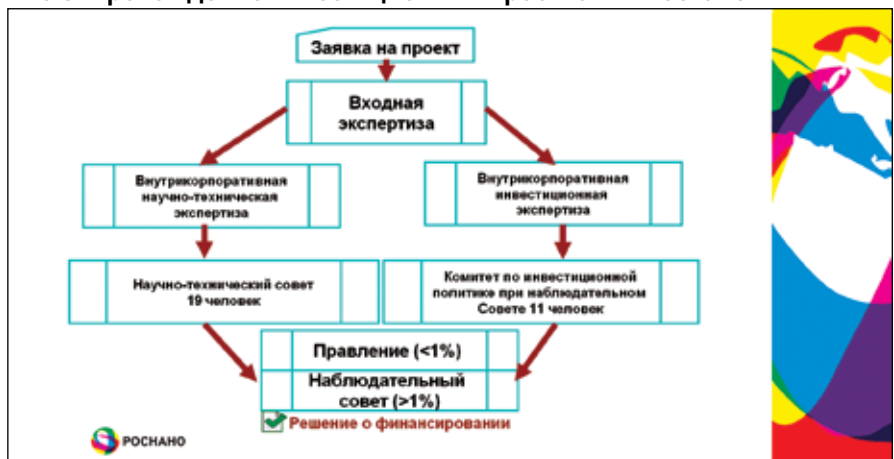 Заявка на проект
Входная
экспертиза
Внутрикорпоративная
научно-техническая
экспертиза
Внутрикорпоративная
инвестиционная
экспертиза
Научно-технический совет
19 человек
Комитет по инвестиционной
политике при наблюдательном
Совете 11 человек
Правление (<1%)
Наблюдательный
совет (>1%)
Решение о финансировании
РОСНАНО